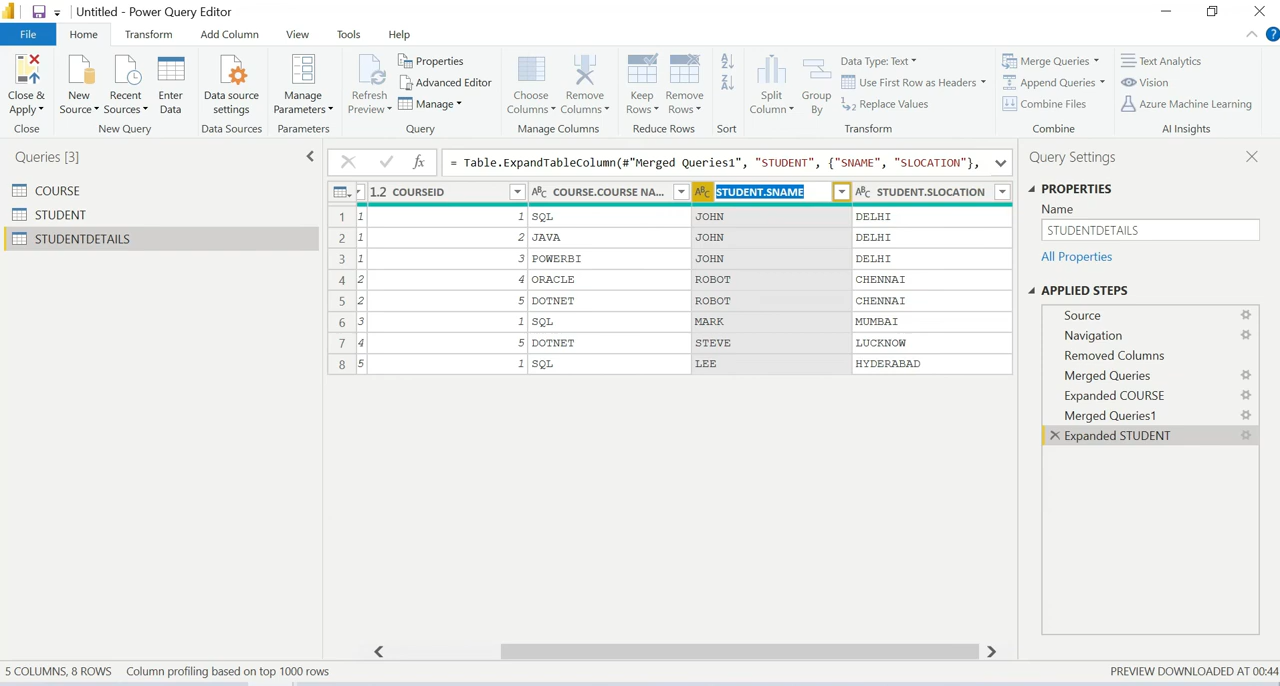 Untitled - Power Query Editor
File Home Transform Add Column View Tools Help
Close & Apply
New Source
Recent Sources
Enter Data
Data source settings
Manage Parameters
Refresh Preview
Properties
Advanced Editor
Manage
Choose Columns
Remove Columns
Keep Rows
Remove Rows
Split Column
Group By
Data Type: Text
Use First Row as Headers
Replace Values
Merge Queries
Append Queries
Combine Files
Text Analytics
Vision
Azure Machine Learning
Close New Query Data Sources Parameters Query Manage Columns Reduce Rows Sort Transform Combine AI Insights
Queries [3]
COURSE
STUDENT
STUDENTDETAILS
fx = Table.ExpandTableColumn(#"Merged Queries1", "STUDENT", {"SNAME", "SLOCATION"},
1.2 COURSEID ABC COURSE.COURSE NA... ABC STUDENT.SNAME ABC STUDENT.SLOCATION
1 1 1 SQL JOHN DELHI
2 1 2 JAVA JOHN DELHI
3 1 3 POWERBI JOHN DELHI
4 2 4 ORACLE ROBOT CHENNAI
5 2 5 DOTNET ROBOT CHENNAI
6 3 1 SQL MARK MUMBAI
7 4 5 DOTNET STEVE LUCKNOW
8 5 1 SQL LEE HYDERABAD
Query Settings
PROPERTIES
Name
STUDENTDETAILS
All Properties
APPLIED STEPS
Source
Navigation
Removed Columns
Merged Queries
Expanded COURSE
Merged Queries1
Expanded STUDENT
5 COLUMNS, 8 ROWS Column profiling based on top 1000 rows PREVIEW DOWNLOADED AT 00:44